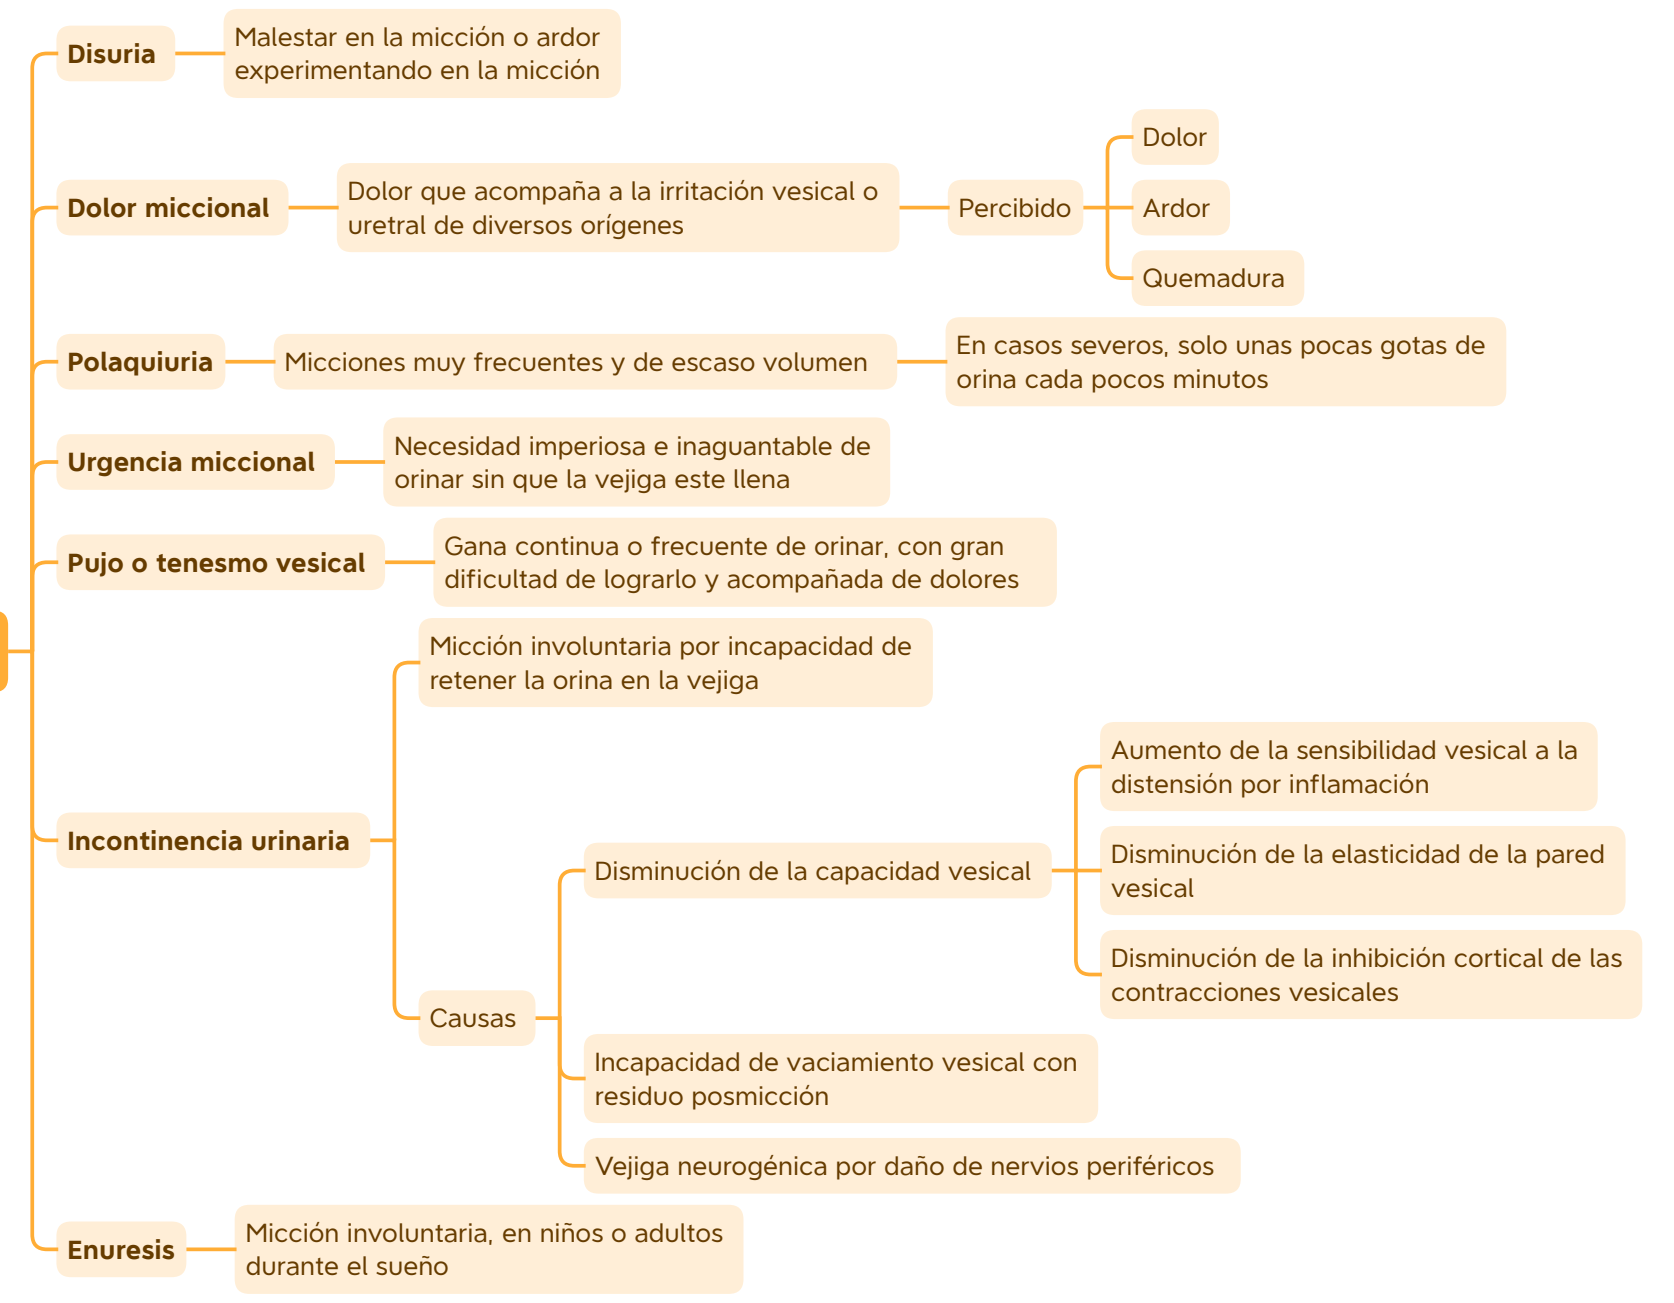 Disuria
Malestar en la micción o ardor
experimentando en la micción
Dolor miccional
Dolor que acompaña a la irritación vesical o
uretral de diversos orígenes
Percibido
Dolor
Ardor
Quemadura
Polaquiuria
Micciones muy frecuentes y de escaso volumen
En casos severos, solo unas pocas gotas de
orina cada pocos minutos
Urgencia miccional
Necesidad imperiosa e inaguantable de
orinar sin que la vejiga este llena
Pujo o tenesmo vesical
Gana continua o frecuente de orinar, con gran
dificultad de lograrlo y acompañada de dolores
Incontinencia urinaria
Micción involuntaria por incapacidad de
retener la orina en la vejiga
Causas
Disminución de la capacidad vesical
Aumento de la sensibilidad vesical a la
distensión por inflamación
Disminución de la elasticidad de la pared
vesical
Disminución de la inhibición cortical de las
contracciones vesicales
Incapacidad de vaciamiento vesical con
residuo posmicción
Vejiga neurogénica por daño de nervios periféricos
Enuresis
Micción involuntaria, en niños o adultos
durante el sueño